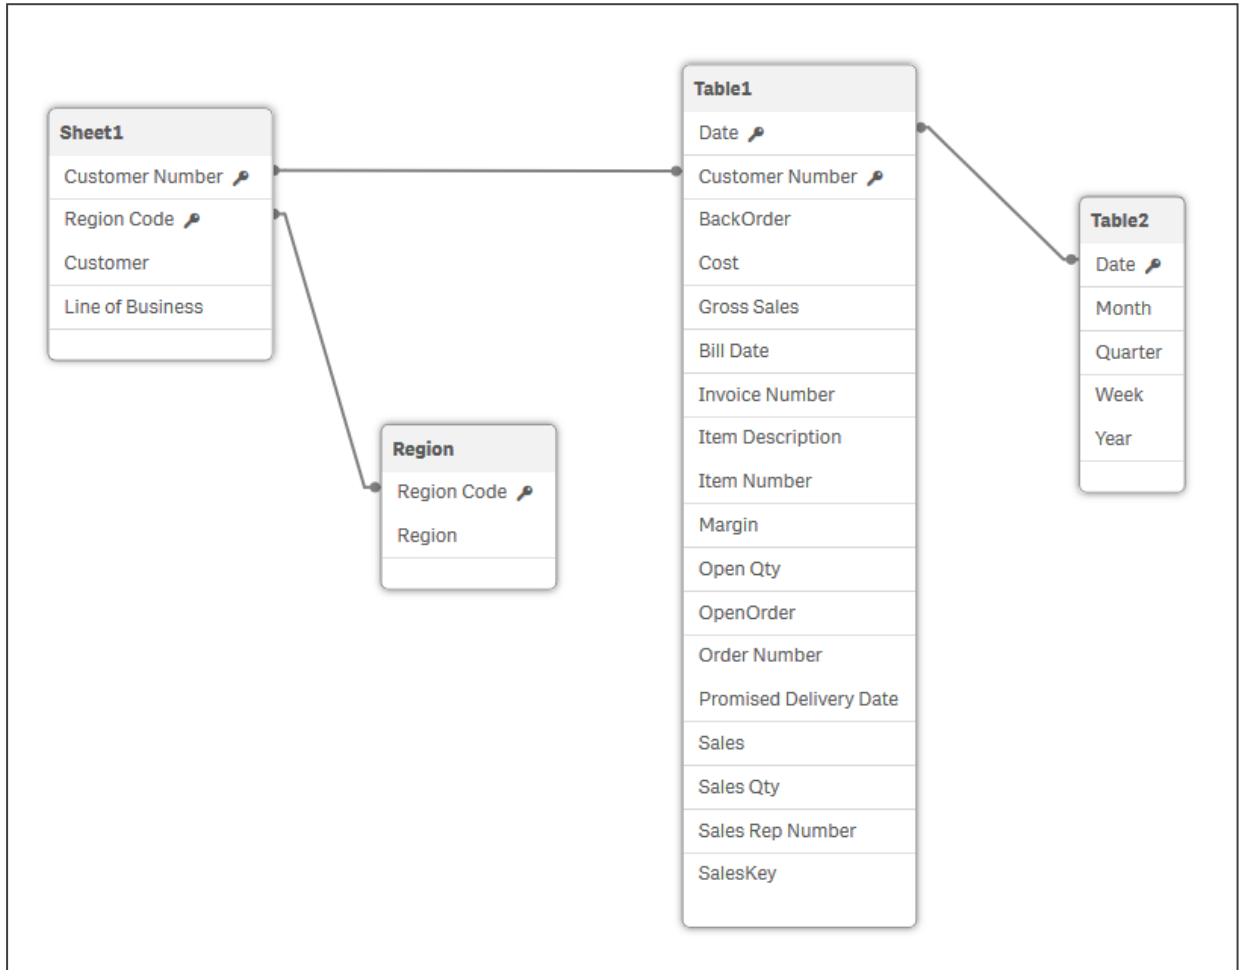 Sheet1
Customer Number
Region Code
Customer
Line of Business
Region
Region Code
Region
Table1
Date
Customer Number
BackOrder
Cost
Gross Sales
Bill Date
Invoice Number
Item Description
Item Number
Margin
Open Qty
OpenOrder
Order Number
Promised Delivery Date
Sales
Sales Qty
Sales Rep Number
SalesKey
Table2
Date
Month
Quarter
Week
Year